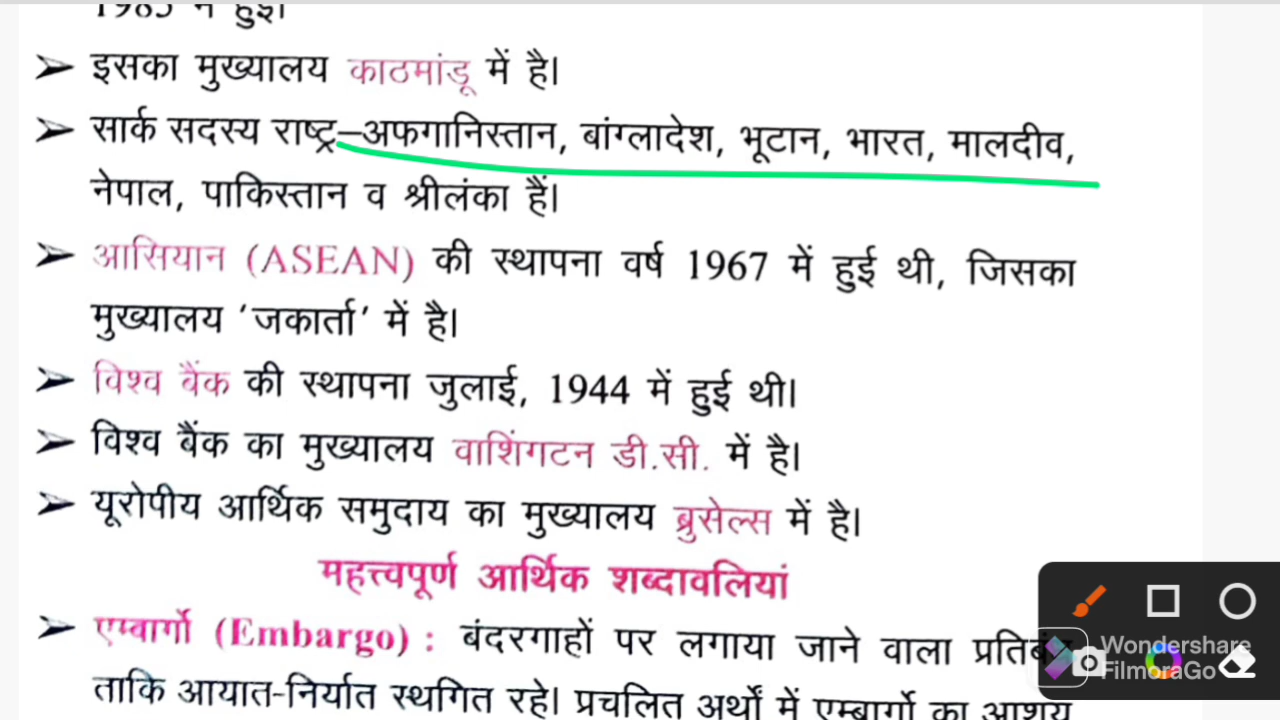 1985 में हुई।
➢ इसका मुख्यालय काठमांडू में है।
➢ सार्क सदस्य राष्ट्र–अफगानिस्तान, बांग्लादेश, भूटान, भारत, मालदीव,
नेपाल, पाकिस्तान व श्रीलंका हैं।
➢ आसियान (ASEAN) की स्थापना वर्ष 1967 में हुई थी, जिसका
मुख्यालय ‘जकार्ता’ में है।
➢ विश्व बैंक की स्थापना जुलाई, 1944 में हुई थी।
➢ विश्व बैंक का मुख्यालय वाशिंगटन डी.सी. में है।
➢ यूरोपीय आर्थिक समुदाय का मुख्यालय ब्रुसेल्स में है।
महत्त्वपूर्ण आर्थिक शब्दावलियां
➢ एम्बार्गो (Embargo) : बंदरगाहों पर लगाया जाने वाला
ताकि आयात-निर्यात स्थगित रहे। प्रचलित अर्थों में एम्बार्गो का आशय
Wondershare
FilmoraGo